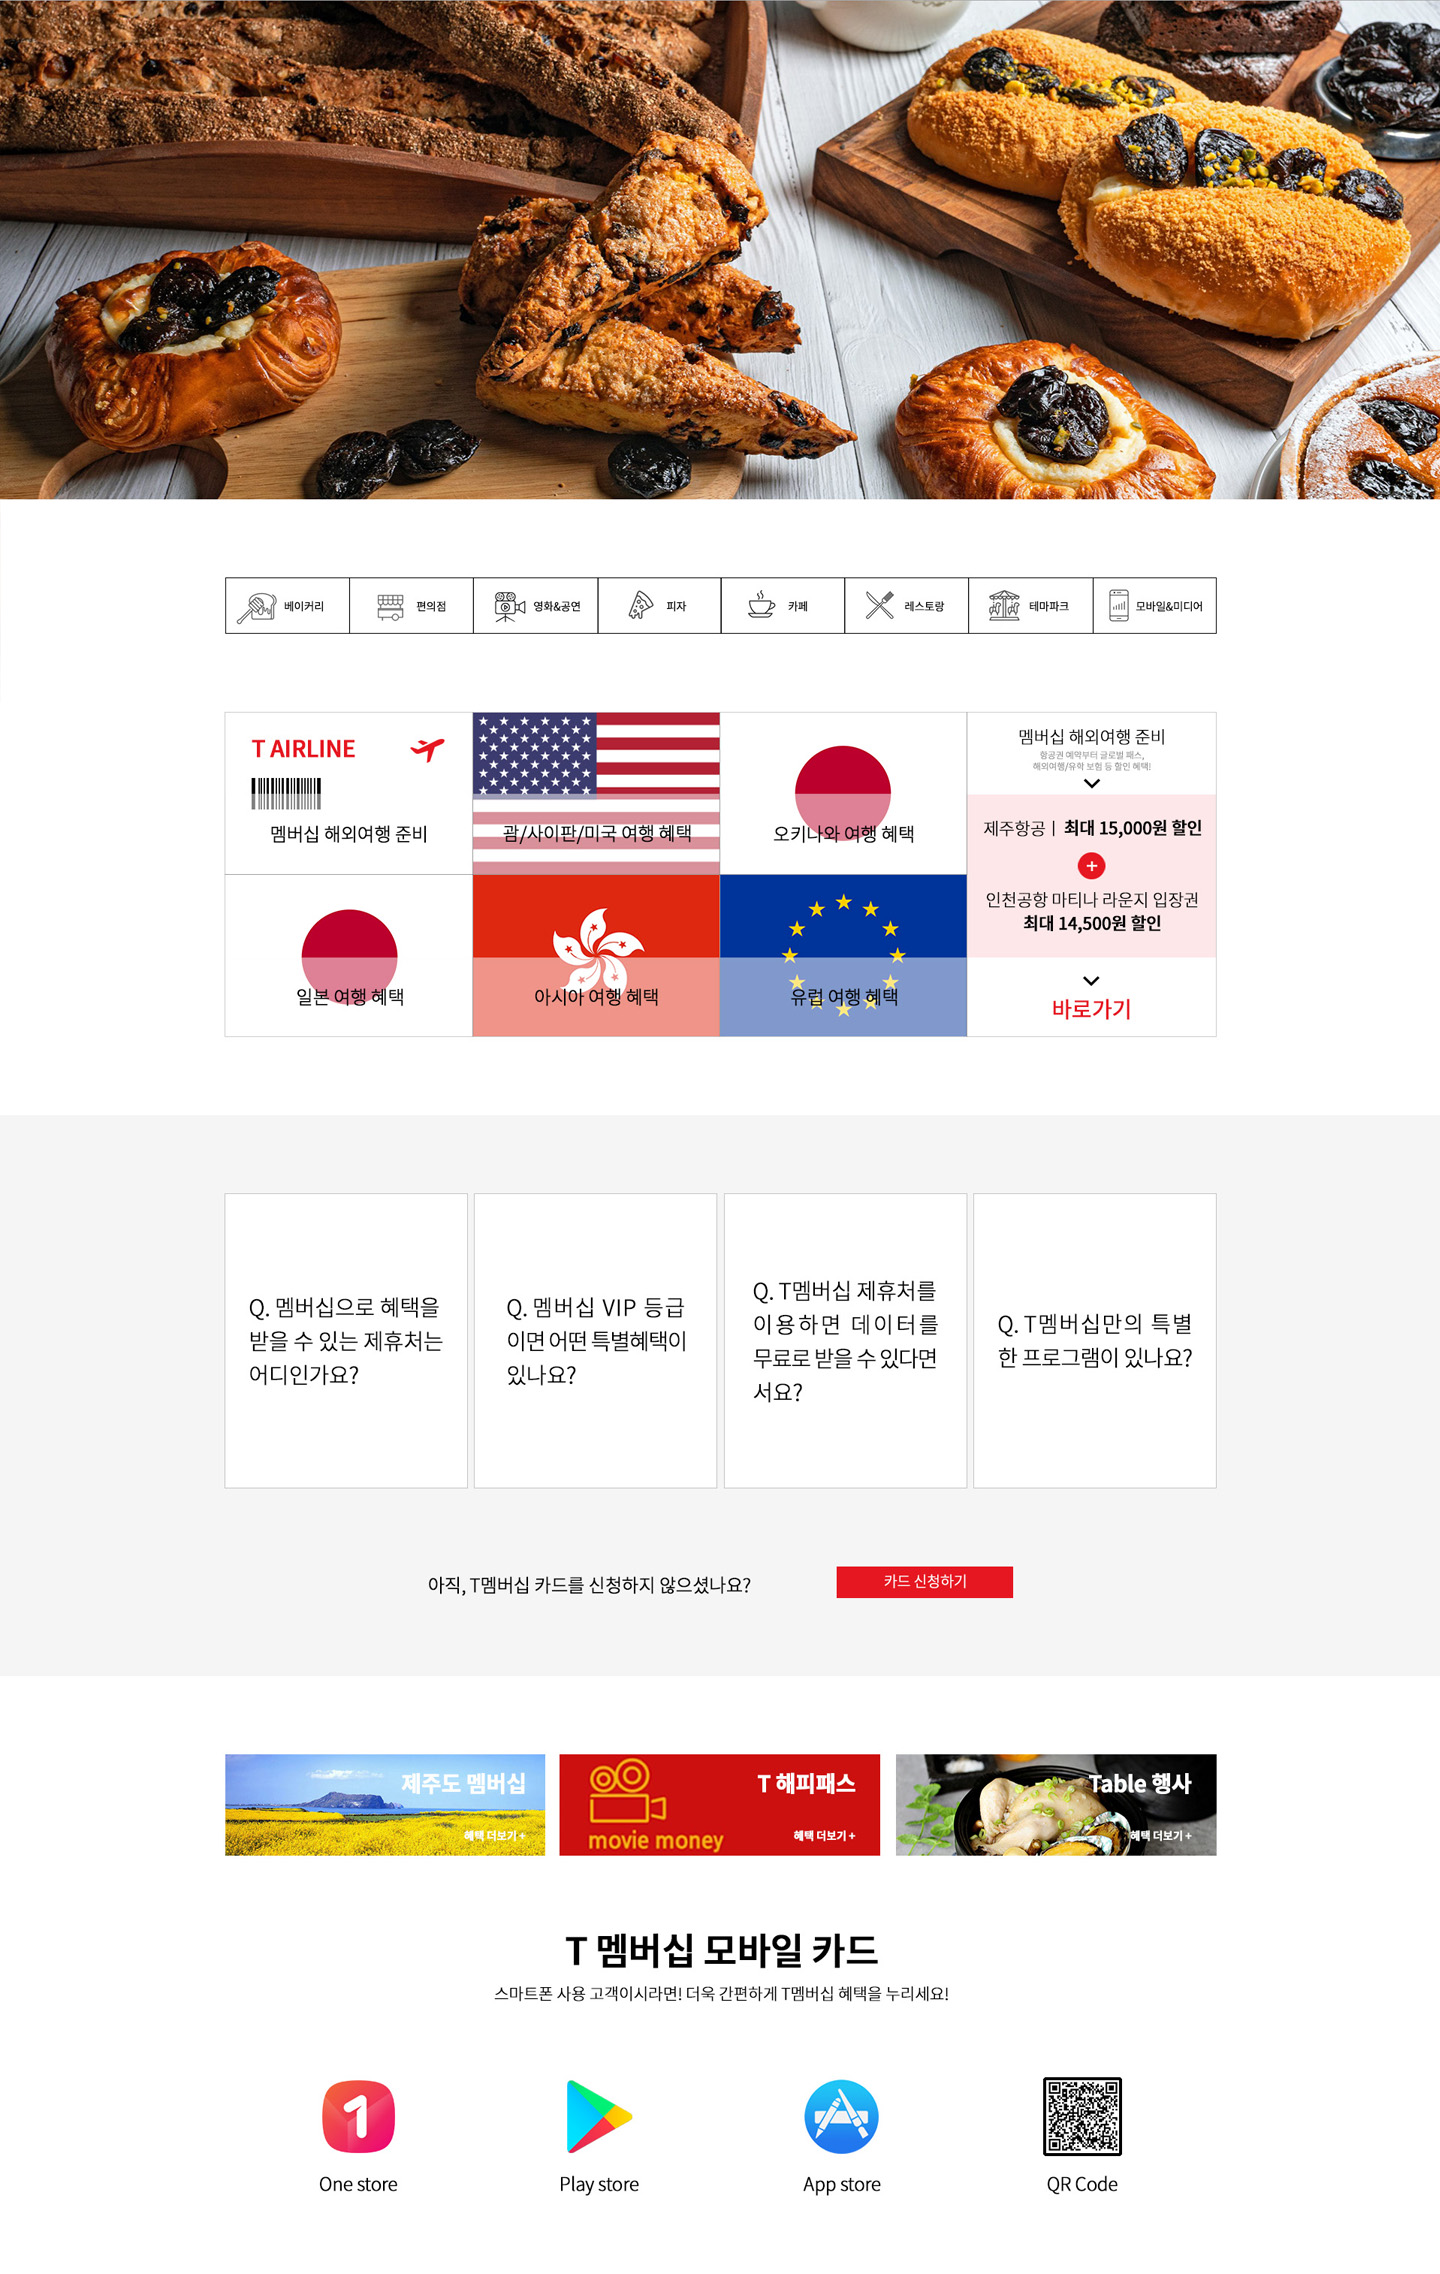 베이커리
편의점
영화&공연
피자
카페
레스토랑
테마파크
모바일&미디어
T AIRLINE
멤버십 해외여행 준비
괌/사이판/미국 여행 혜택
오키나와 여행 혜택
일본 여행 혜택
아시아 여행 혜택
유럽 여행 혜택
멤버십 해외여행 준비
항공권 예약부터 글로벌 패스,
해외여행/유학 보험 등 할인 혜택!
제주항공ㅣ 최대 15,000원 할인
+
인천공항 마티나 라운지 입장권
최대 14,500원 할인
바로가기
Q. 멤버십으로 혜택을
받을 수 있는 제휴처는
어디인가요?
Q. 멤버십 VIP 등급
이면 어떤 특별혜택이
있나요?
Q. T멤버십 제휴처를
이용하면 데이터를
무료로 받을 수 있다면
서요?
Q. T멤버십만의 특별
한 프로그램이 있나요?
아직, T멤버십 카드를 신청하지 않으셨나요?
카드 신청하기
제주도 멤버십
혜택 더보기 +
T 해피패스
movie money
혜택 더보기 +
Table 행사
혜택 더보기 +
T 멤버십 모바일 카드
스마트폰 사용 고객이시라면! 더욱 간편하게 T멤버십 혜택을 누리세요!
1
One store
Play store
App store
QR Code